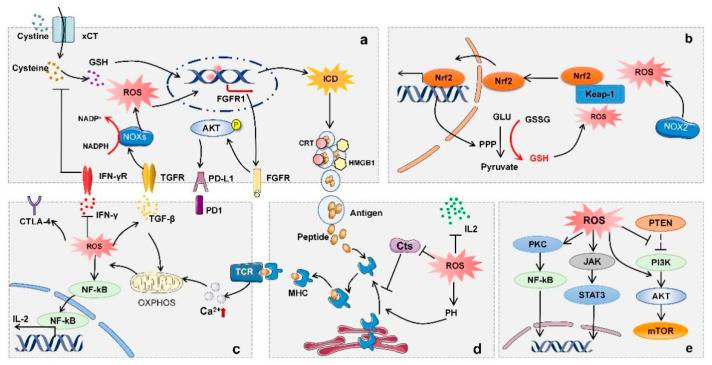 Cystine
xCT
a
Cysteine
GSH
ROS
FGFR1
ICD
NADP+
NADPH
NOXs
AKT
P
CRT
HMGB1
IFN-γR
TGFR
PD-L1
FGFR
PD1
b
Nrf2
Nrf2
Nrf2
Keap-1
ROS
ROS
NOX2
GLU
GSSG
PPP
Pyruvate
GSH
CTLA-4
IFN-γ
TGF-β
ROS
NF-kB
OXPHOS
NF-kB
IL-2
Ca²⁺
TCR
c
Antigen
Peptide
MHC
Cts
IL2
ROS
PH
d
ROS
PTEN
PKC
JAK
PI3K
NF-kB
STAT3
AKT
mTOR
e